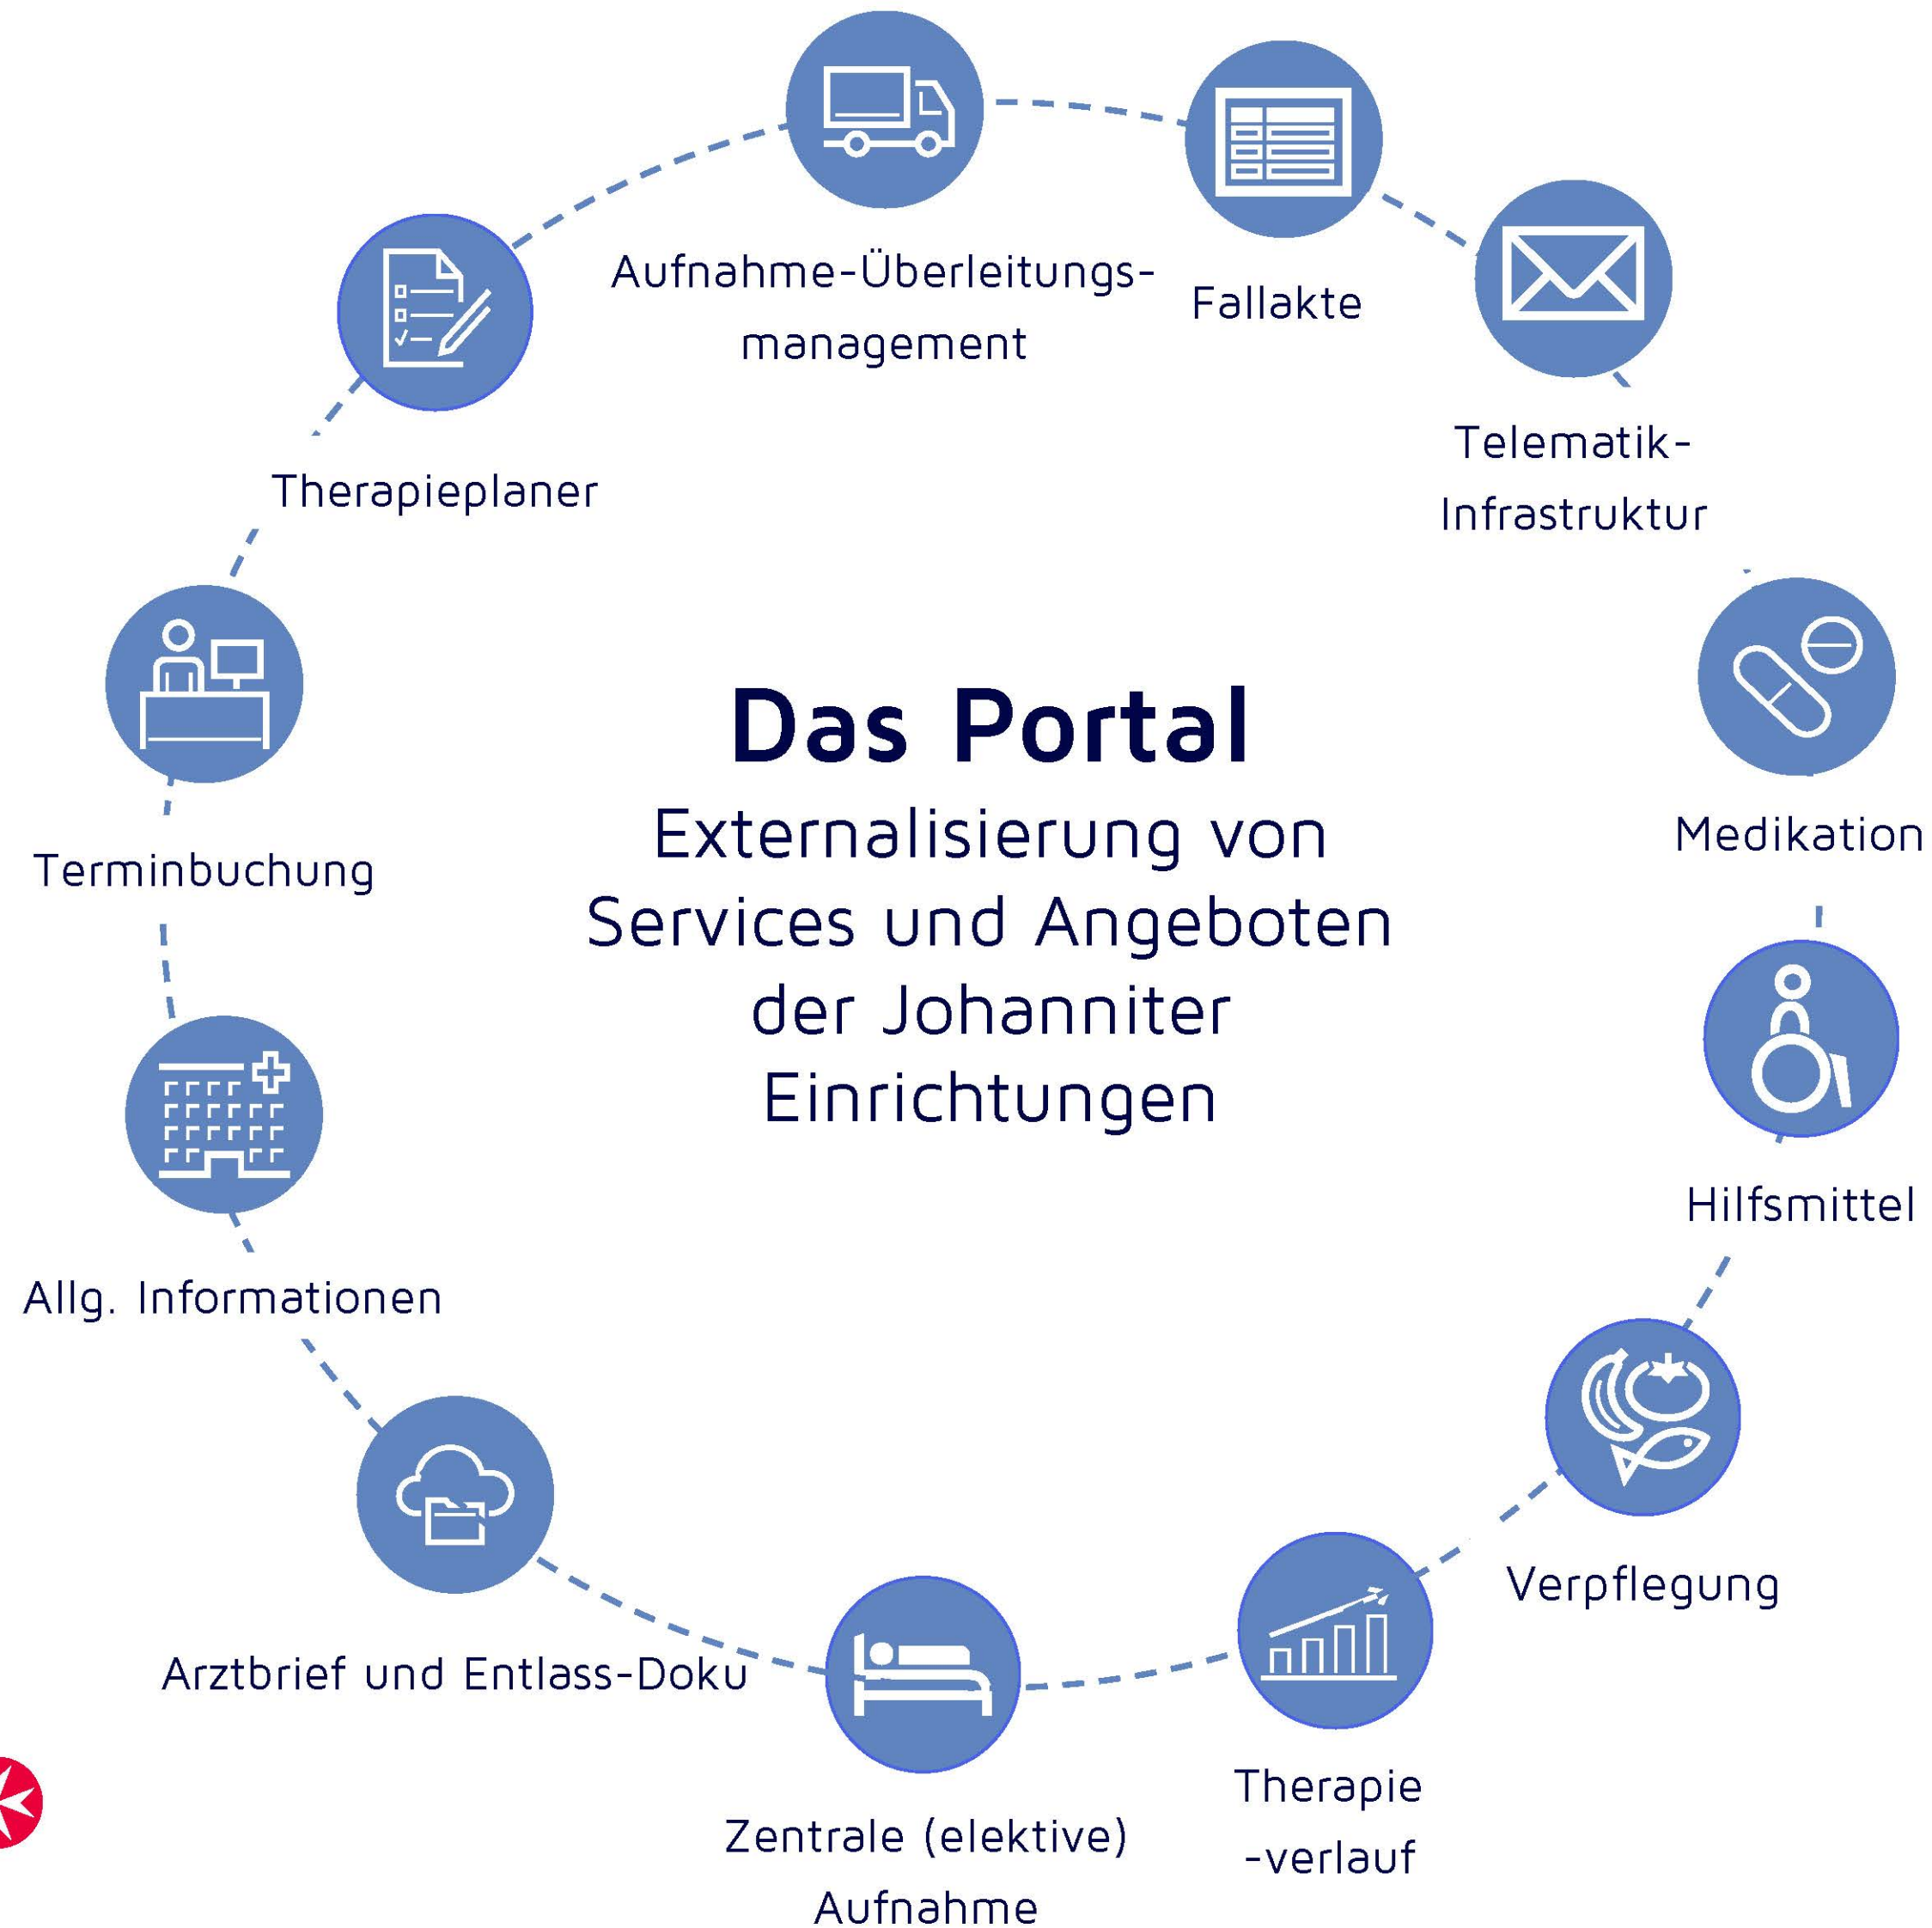 Aufnahme-Überleitungs-
management
Fallakte
Telematik-
Infrastruktur
Therapieplaner
Das Portal
Externalisierung von
Services und Angeboten
der Johanniter
Einrichtungen
Medikation
Terminbuchung
Hilfsmittel
Allg. Informationen
Verpflegung
Arztbrief und Entlass-Doku
Therapie
-verlauf
Zentrale (elektive)
Aufnahme